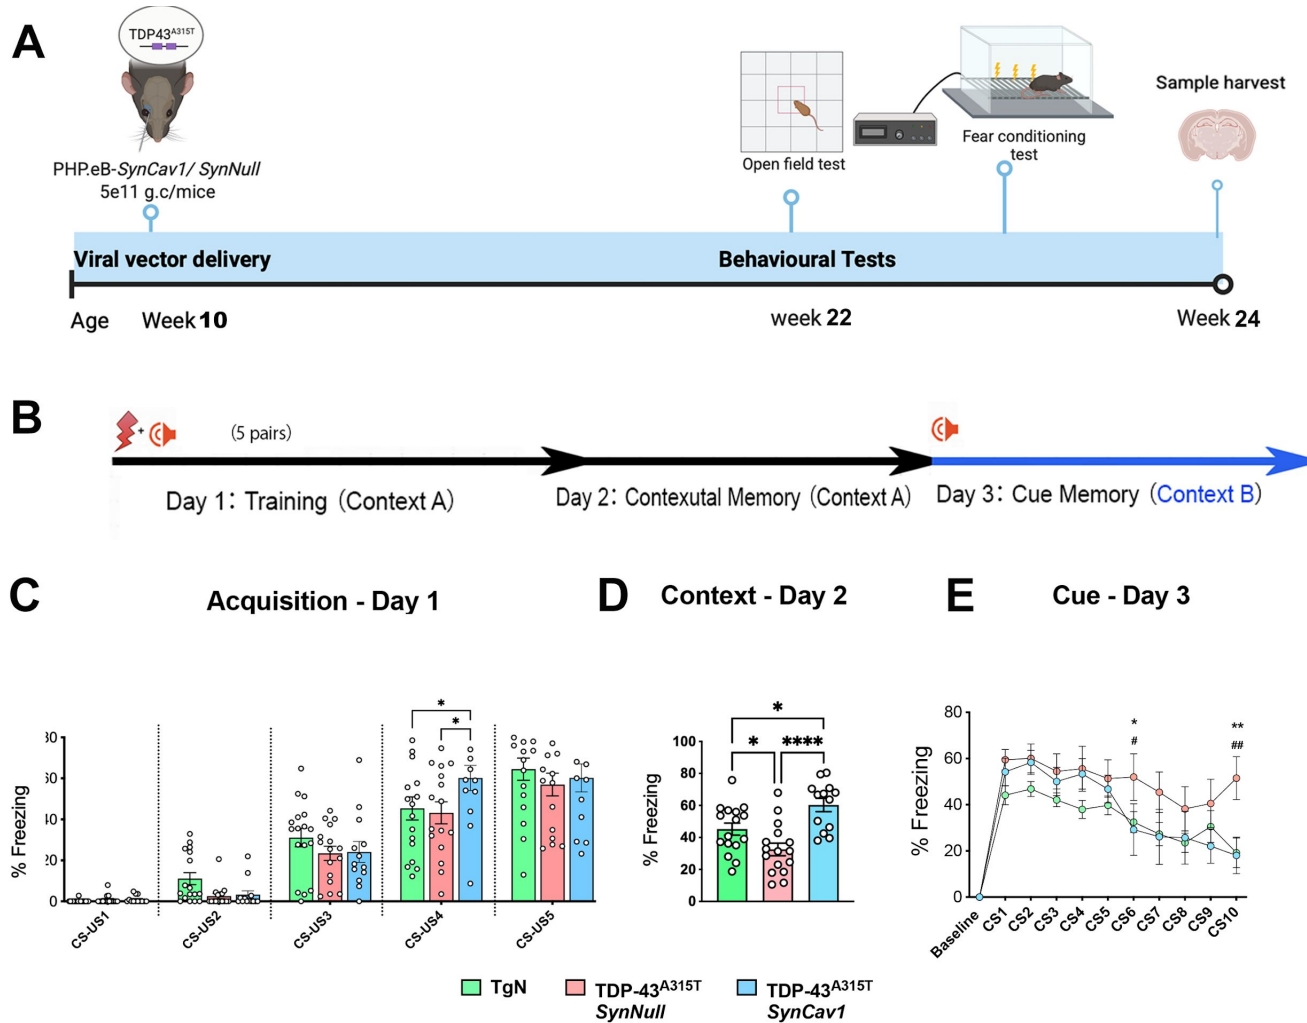 A
TDP43A315T
PHP.eB-SynCav1/ SynNull
5e11 g.c/mice
Open field test
Fear conditioning
test
Sample harvest
Viral vector delivery
Behavioural Tests
Age
Week 10
week 22
Week 24
B
+
(5 pairs)
Day 1: Training (Context A)
Day 2: Contexutal Memory (Context A)
Day 3: Cue Memory (Context B)
C
Acquisition - Day 1
% Freezing
80
60
40
20
0
*
*
CS-US1
CS-US2
CS-US3
CS-US4
CS-US5
D
Context - Day 2
% Freezing
100
80
60
40
20
0
*
*
****
E
Cue - Day 3
% Freezing
80
60
40
20
0
*
#
**
##
Baseline
CS1
CS2
CS3
CS4
CS5
CS6
CS7
CS8
CS9
CS10
TgN
TDP-43A315T
SynNull
TDP-43A315T
SynCav1